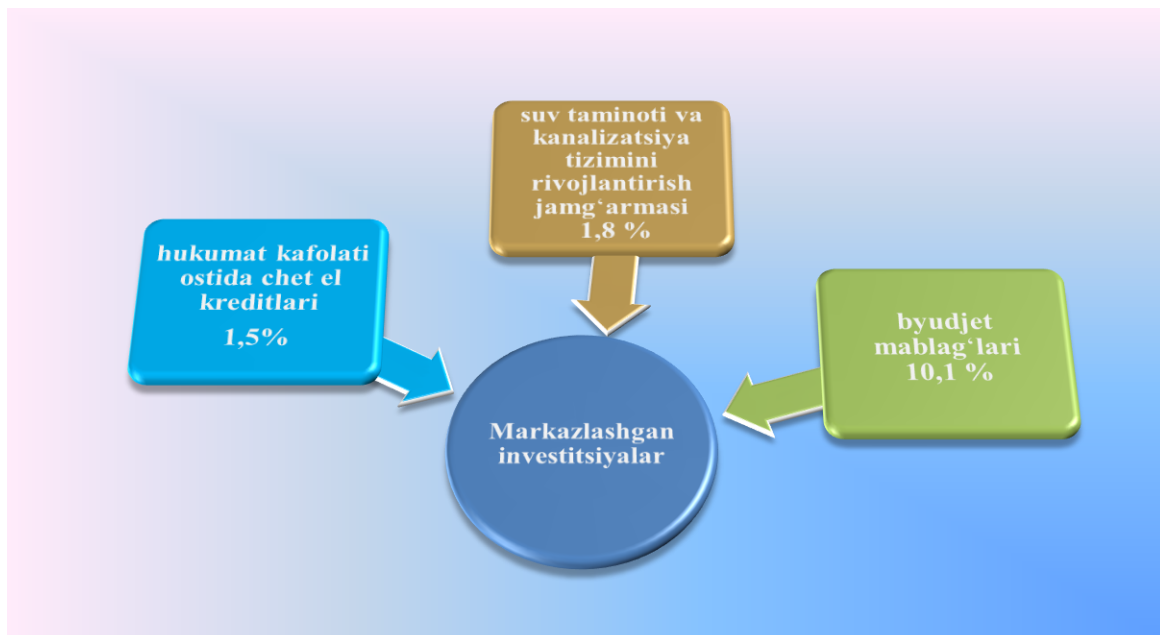 suv taminoti va
kanalizatsiya
tizimini
rivojlantirish
jamg‘armasi
1,8 %
hukumat kafolati
ostida chet el
kreditlari
1,5%
byudjet
mablag‘lari
10,1 %
Markazlashgan
investitsiyalar